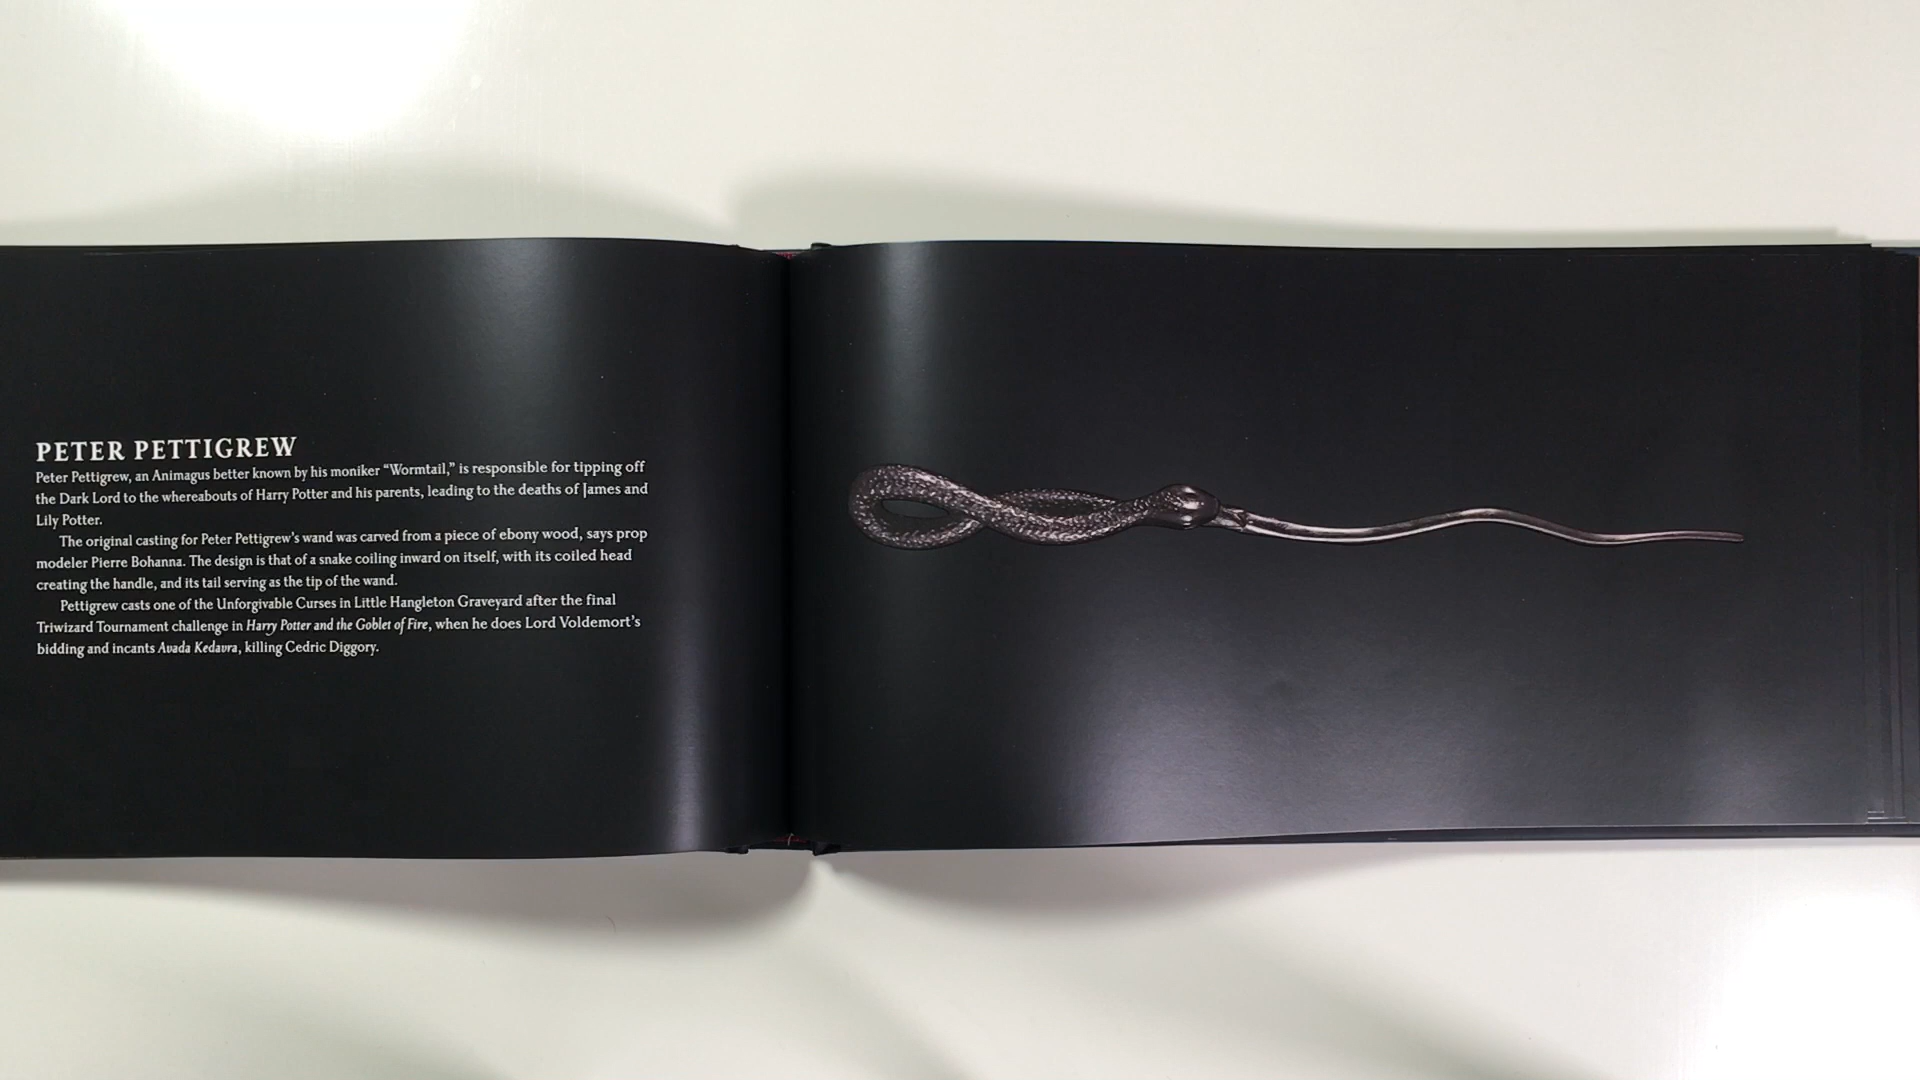 PETER PETTIGREW
Peter Pettigrew, an Animagus better known by his moniker “Wormtail,” is responsible for tipping off
the Dark Lord to the whereabouts of Harry Potter and his parents, leading to the deaths of James and
Lily Potter.
The original casting for Peter Pettigrew’s wand was carved from a piece of ebony wood, says prop
modeler Pierre Bohanna. The design is that of a snake coiling inward on itself, with its coiled head
creating the handle, and its tail serving as the tip of the wand.
Pettigrew casts one of the Unforgivable Curses in Little Hangleton Graveyard after the final
Triwizard Tournament challenge in Harry Potter and the Goblet of Fire, when he does Lord Voldemort’s
bidding and incants Avada Kedavra, killing Cedric Diggory.